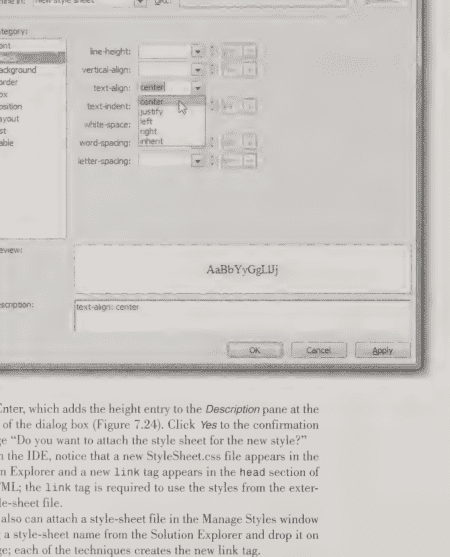 new style sheet
line-height:
vertical-align:
text-align: center
text-indent: center
justify
white-space: left
right
word-spacing: inherit
letter-spacing:
ackground
order
ox
osition
ayout
st
able
eview:
AaBbYyGgLlJj
scription:
text-align: center
OK Cancel Apply
Enter, which adds the height entry to the Description pane at the
of the dialog box (Figure 7.24). Click Yes to the confirmation
ge “Do you want to attach the style sheet for the new style?”
n the IDE, notice that a new StyleSheet.css file appears in the
n Explorer and a new link tag appears in the head section of
TML; the link tag is required to use the styles from the exter-
le-sheet file.
also can attach a style-sheet file in the Manage Styles window
g a style-sheet name from the Solution Explorer and drop it on
ge; each of the techniques creates the new link tag.